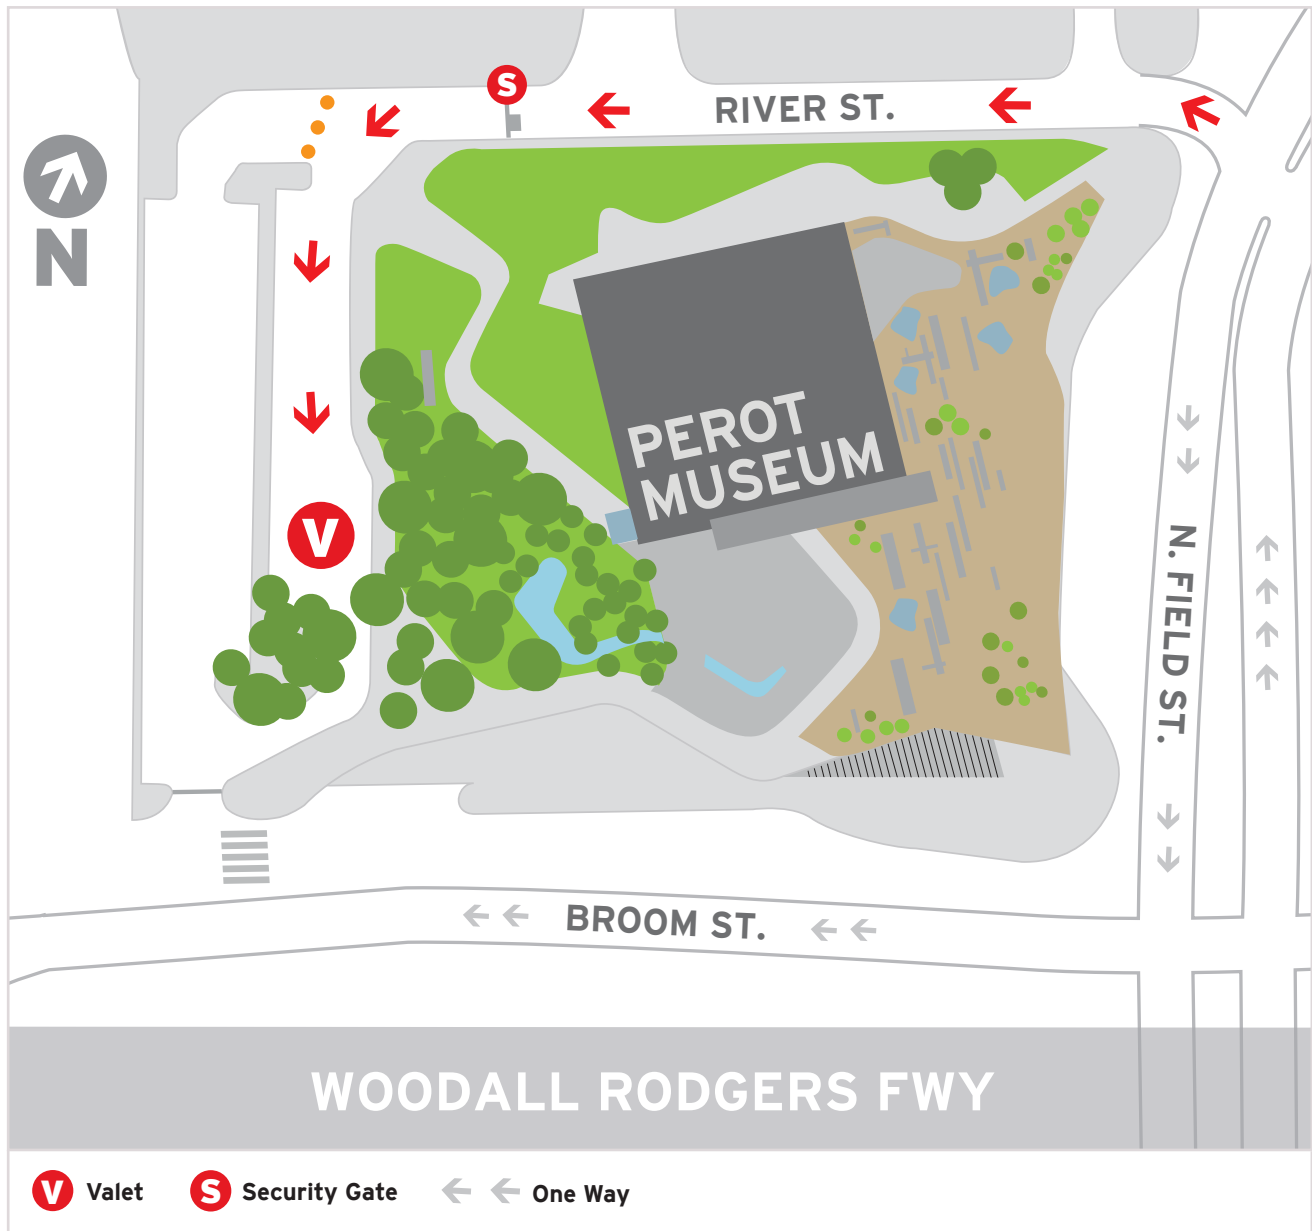 S
RIVER ST.
N
PEROT
MUSEUM
V
N. FIELD ST.
BROOM ST.
WOODALL RODGERS FWY
V Valet
S Security Gate
One Way